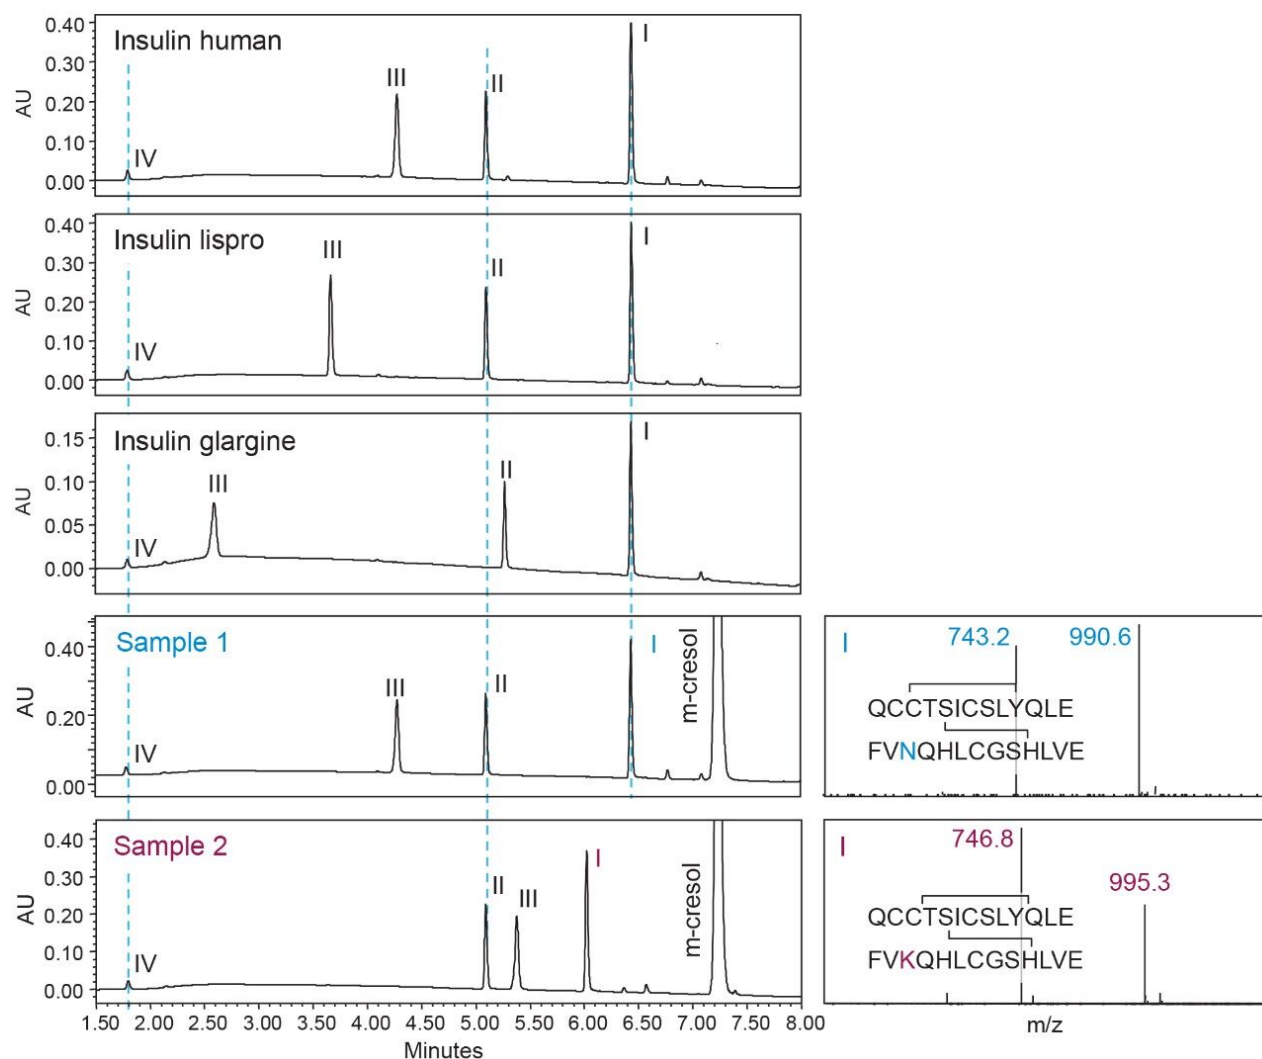 Insulin human
AU
0.40
0.30
0.20
0.10
0.00
IV
III
II
I
Insulin lispro
AU
0.40
0.30
0.20
0.10
0.00
IV
III
II
I
Insulin glargine
AU
0.15
0.10
0.05
0.00
IV
III
II
I
Sample 1
AU
0.40
0.20
0.00
IV
III
II
I
m-cresol
I
743.2
990.6
QCCTSICSLYQLE
FVNQHLCGSHLVE
Sample 2
AU
0.40
0.30
0.20
0.10
0.00
IV
II
III
I
m-cresol
I
746.8
995.3
QCCTSICSLYQLE
FVKQHLCGSHLVE
1.50 2.00 2.50 3.00 3.50 4.00 4.50 5.00 5.50 6.00 6.50 7.00 7.50 8.00
Minutes
m/z